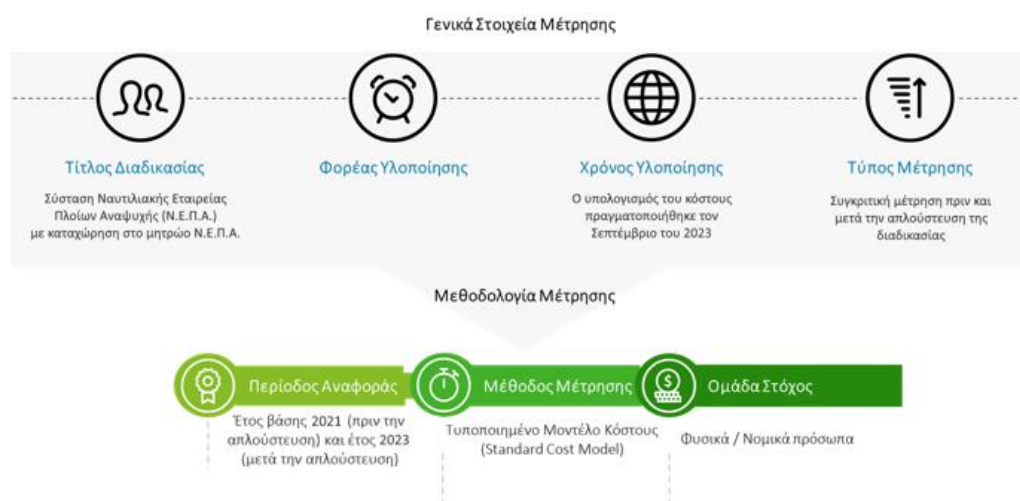 Γενικά Στοιχεία Μέτρησης
Τίτλος Διαδικασίας
Σύσταση Ναυτιλιακής Εταιρείας
Πλοίων Αναψυχής (Ν.Ε.Π.Α.)
με καταχώρηση στο μητρώο Ν.Ε.Π.Α.
Φορέας Υλοποίησης
Χρόνος Υλοποίησης
Ο υπολογισμός του κόστους
πραγματοποιήθηκε τον
Σεπτέμβριο του 2023
Τύπος Μέτρησης
Συγκριτική μέτρηση πριν και
μετά την απλούστευση της
διαδικασίας
Μεθοδολογία Μέτρησης
Περίοδος Αναφοράς
Έτος βάσης 2021 (πριν την
απλούστευση) και έτος 2023
(μετά την απλούστευση)
Μέθοδος Μέτρησης
Τυποποιημένο Μοντέλο Κόστους
(Standard Cost Model)
$
Ομάδα Στόχος
Φυσικά / Νομικά πρόσωπα